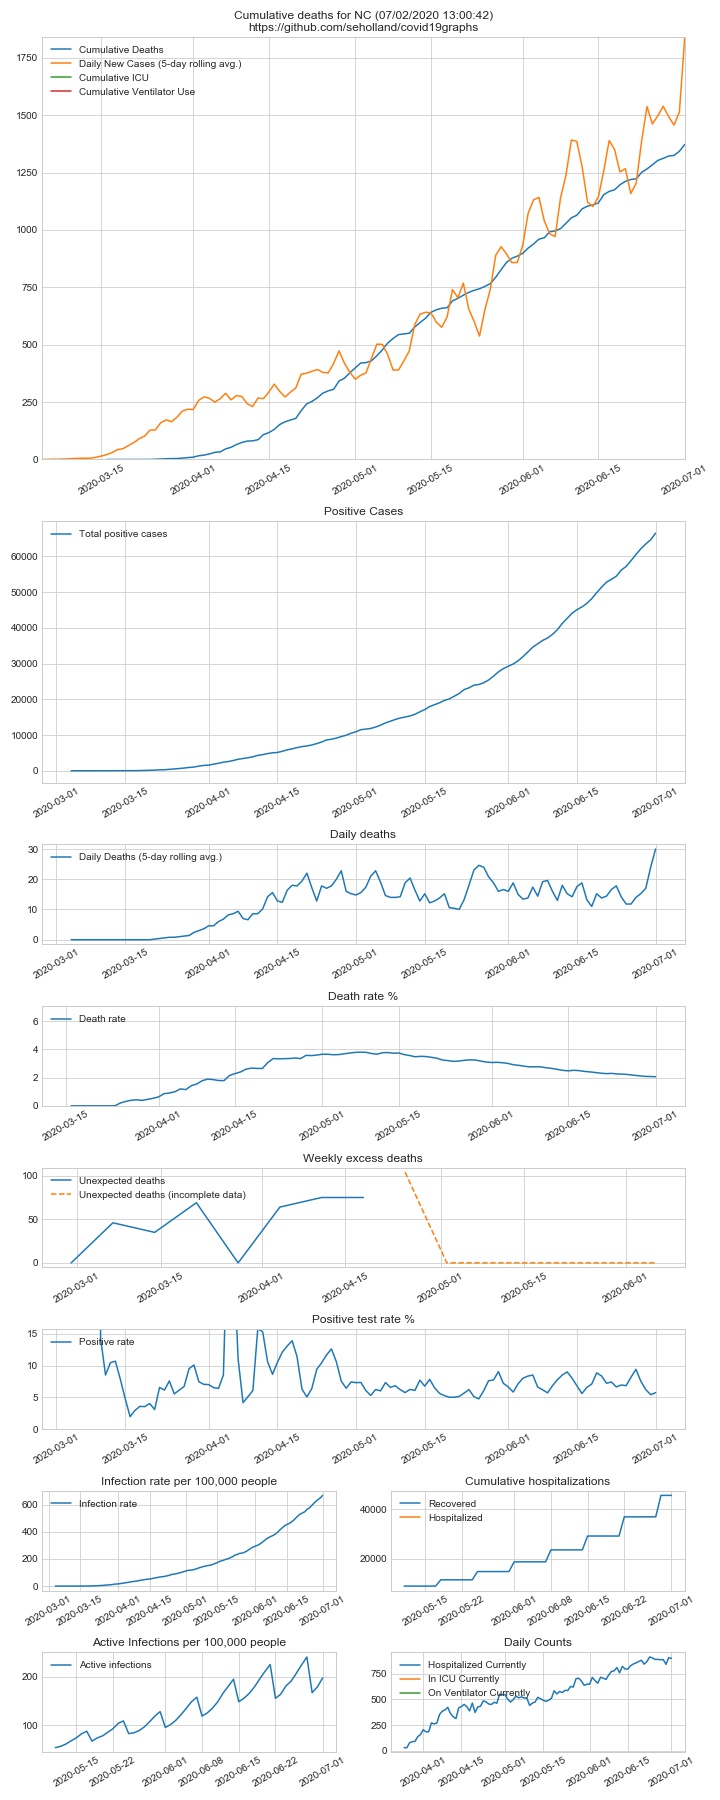 Cumulative deaths for NC (07/02/2020 13:00:42)
https://github.com/seholland/covid19graphs
Cumulative Deaths
Daily New Cases (5-day rolling avg.)
Cumulative ICU
Cumulative Ventilator Use
1750
1500
1250
1000
750
500
250
0
2020-03-15 2020-04-01 2020-04-15 2020-05-01 2020-05-15 2020-06-01 2020-06-15 2020-07-01
Positive Cases
Total positive cases
60000
50000
40000
30000
20000
10000
0
2020-03-01 2020-03-15 2020-04-01 2020-04-15 2020-05-01 2020-05-15 2020-06-01 2020-06-15 2020-07-01
Daily deaths
Daily Deaths (5-day rolling avg.)
30
20
10
0
2020-03-01 2020-03-15 2020-04-01 2020-04-15 2020-05-01 2020-05-15 2020-06-01 2020-06-15 2020-07-01
Death rate %
Death rate
6
4
2
0
2020-03-15 2020-04-01 2020-04-15 2020-05-01 2020-05-15 2020-06-01 2020-06-15 2020-07-01
Weekly excess deaths
Unexpected deaths
Unexpected deaths (incomplete data)
100
50
0
2020-03-01 2020-03-15 2020-04-01 2020-04-15 2020-05-01 2020-05-15 2020-06-01
Positive test rate %
Positive rate
15
10
5
0
2020-03-01 2020-03-15 2020-04-01 2020-04-15 2020-05-01 2020-05-15 2020-06-01 2020-06-15 2020-07-01
Infection rate per 100,000 people
Infection rate
600
400
200
0
2020-03-01 2020-03-15 2020-04-01 2020-04-15 2020-05-01 2020-05-15 2020-06-01 2020-06-15 2020-07-01
Cumulative hospitalizations
Recovered
Hospitalized
40000
20000
2020-05-15 2020-05-22 2020-06-01 2020-06-08 2020-06-15 2020-06-22 2020-07-01
Active Infections per 100,000 people
Active infections
200
100
2020-05-15 2020-05-22 2020-06-01 2020-06-08 2020-06-15 2020-06-22 2020-07-01
Daily Counts
Hospitalized Currently
In ICU Currently
On Ventilator Currently
750
500
250
0
2020-04-01 2020-04-15 2020-05-01 2020-05-15 2020-06-01 2020-06-15 2020-07-01